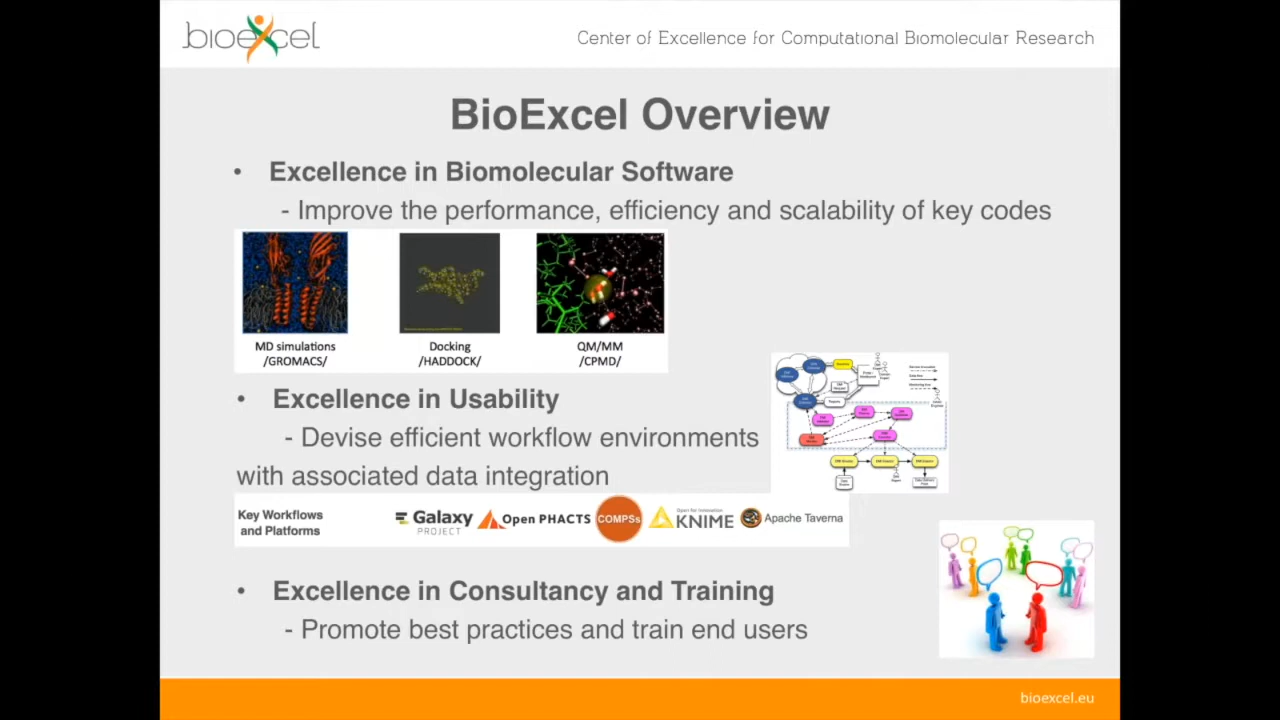 bioexcel
Center of Excellence for Computational Biomolecular Research
BioExcel Overview
• Excellence in Biomolecular Software
- Improve the performance, efficiency and scalability of key codes
MD simulations
/GROMACS/
Docking
/HADDOCK/
QM/MM
/CPMD/
• Excellence in Usability
- Devise efficient workflow environments
with associated data integration
Key Workflows
and Platforms
Galaxy
PROJECT
Open PHACTS
COMPSs
Open for Innovation
KNIME
Apache Taverna
• Excellence in Consultancy and Training
- Promote best practices and train end users
bioexcel.eu